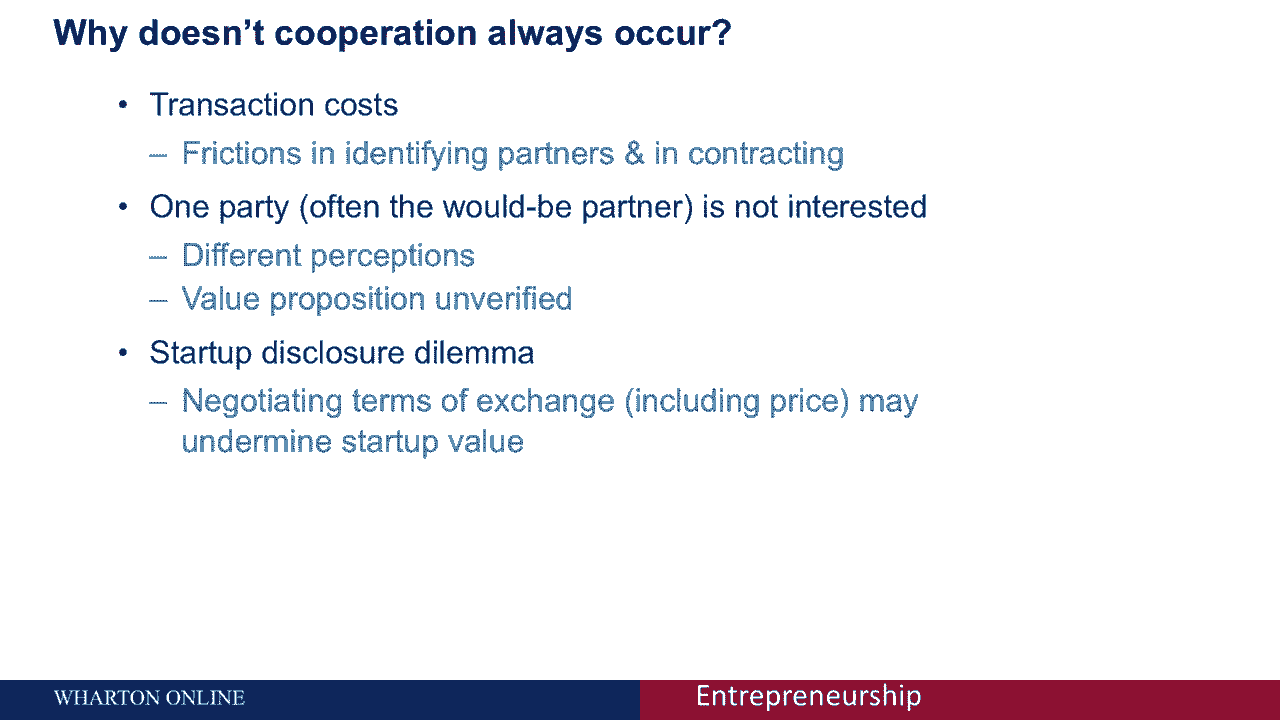 Why doesn’t cooperation always occur?
• Transaction costs
– Frictions in identifying partners & in contracting
• One party (often the would-be partner) is not interested
– Different perceptions
– Value proposition unverified
• Startup disclosure dilemma
– Negotiating terms of exchange (including price) may
undermine startup value
WHARTON ONLINE
Entrepreneurship